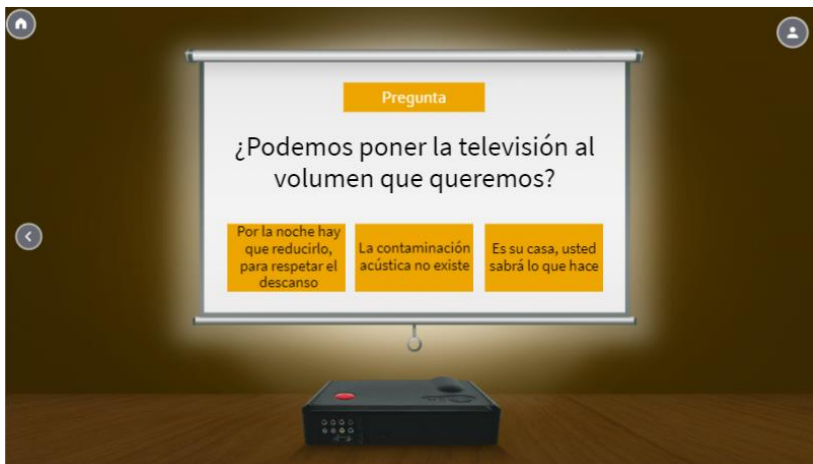 Pregunta
¿Podemos poner la televisión al
volumen que queremos?
Por la noche hay
que reducirlo,
para respetar el
descanso
La contaminación
acústica no existe
Es su casa, usted
sabrá lo que hace